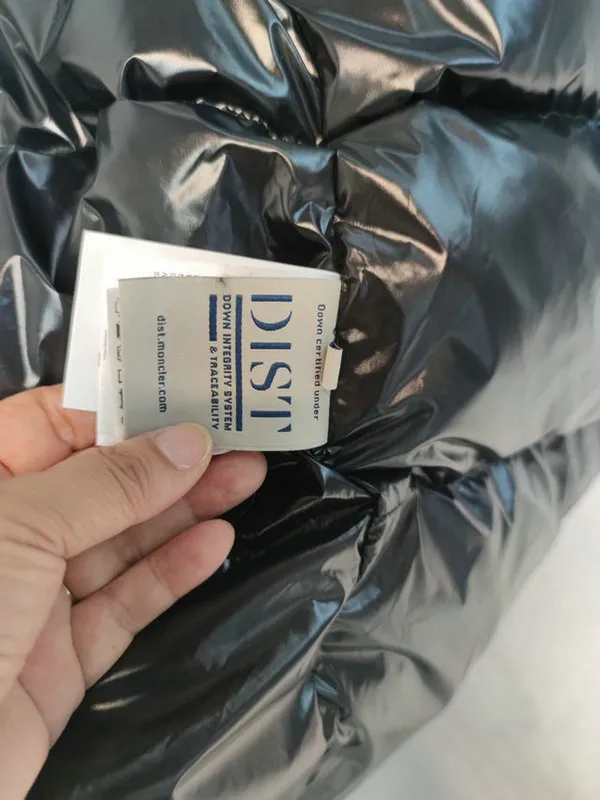 Down certified under
DIST
DOWN INTEGRITY SYSTEM
& TRACEABILITY
dist.moncler.com